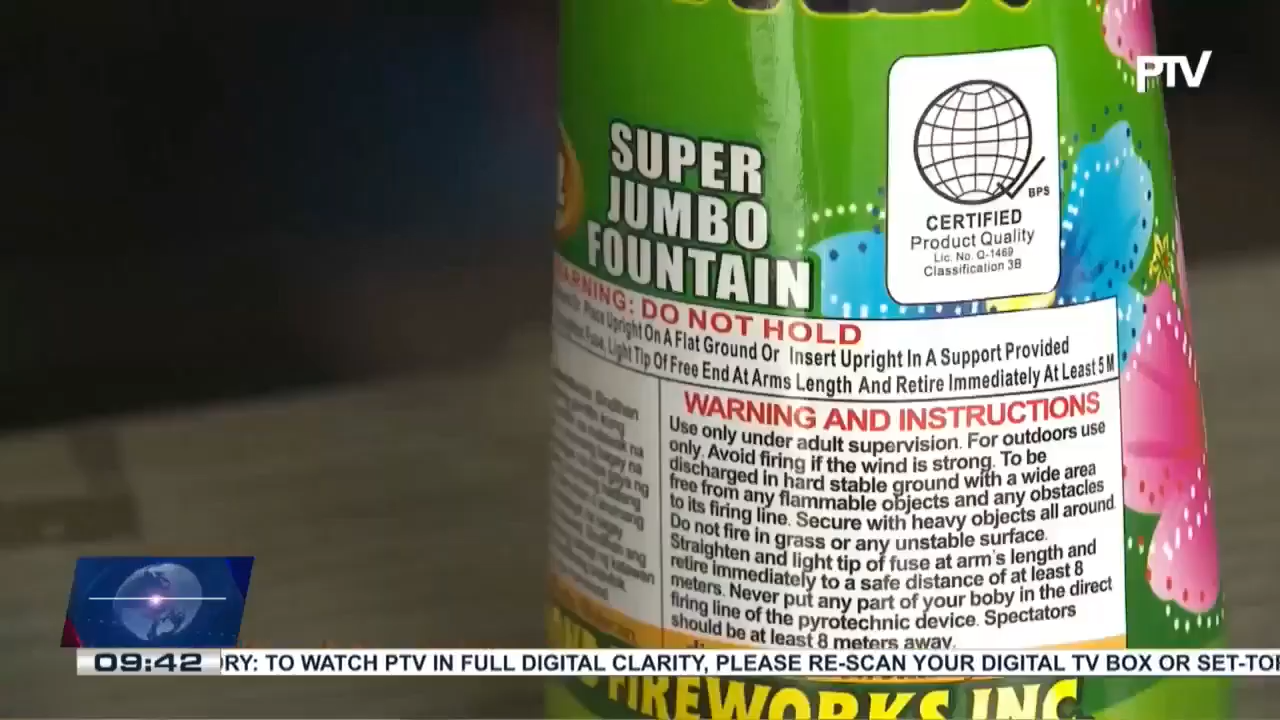 PTV
BPS
CERTIFIED
Product Quality
Lic. No. Q-1469
Classification 3B
SUPER
JUMBO
FOUNTAIN
WARNING: DO NOT HOLD
Place Upright On A Flat Ground Or Insert Upright In A Support Provided
Fuse, Light Tip Of Free End At Arms Length And Retire Immediately At Least 5 M
WARNING AND INSTRUCTIONS
Use only under adult supervision. For outdoors use
only. Avoid firing if the wind is strong. To be
discharged in hard stable ground with a wide area
free from any flammable objects and any obstacles
to its firing line. Secure with heavy objects all around.
Do not fire in grass or any unstable surface.
Straighten and light tip of fuse at arm's length and
retire immediately to a safe distance of at least 8
meters. Never put any part of your boby in the direct
firing line of the pyrotechnic device. Spectators
should be at least 8 meters away.
FIREWORKS INC
09:42
RY: TO WATCH PTV IN FULL DIGITAL CLARITY, PLEASE RE-SCAN YOUR DIGITAL TV BOX OR SET-TO